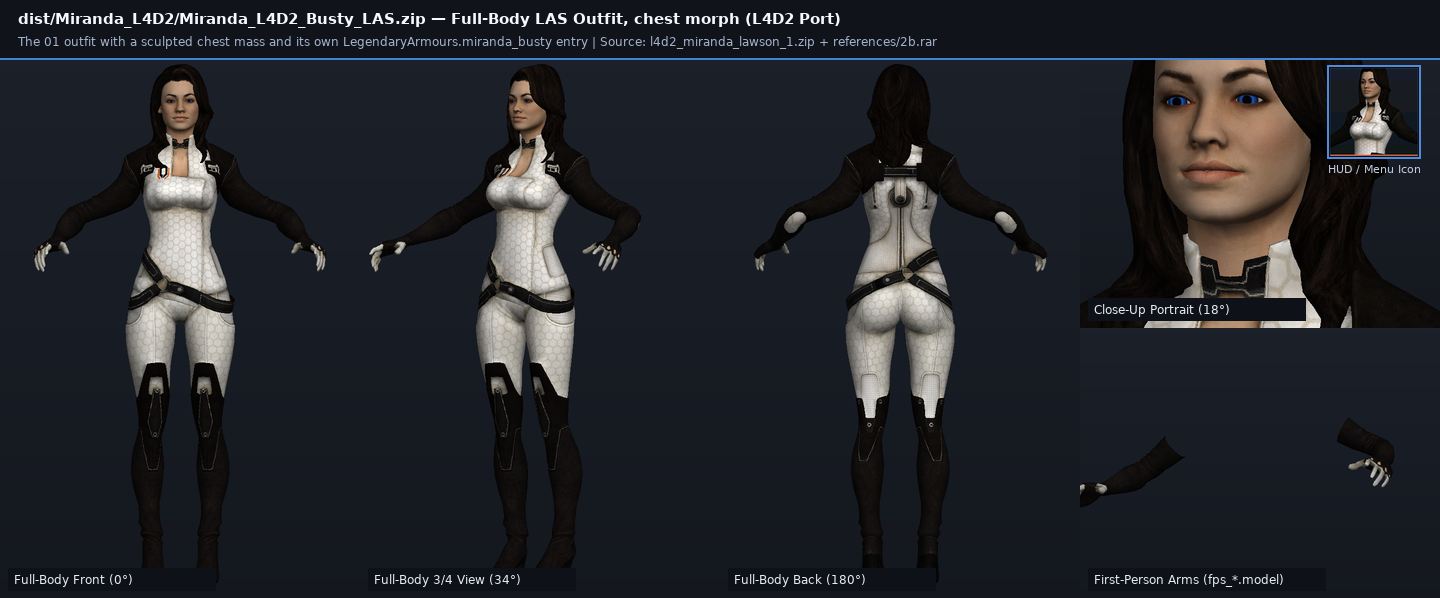 dist/Miranda_L4D2/Miranda_L4D2_Busty_LAS.zip — Full-Body LAS Outfit, chest morph (L4D2 Port)
The 01 outfit with a sculpted chest mass and its own LegendaryArmours.miranda_busty entry | Source: l4d2_miranda_lawson_1.zip + references/2b.rar
HUD / Menu Icon
Close-Up Portrait (18°)
Full-Body Front (0°)
Full-Body 3/4 View (34°)
Full-Body Back (180°)
First-Person Arms (fps_*.model)